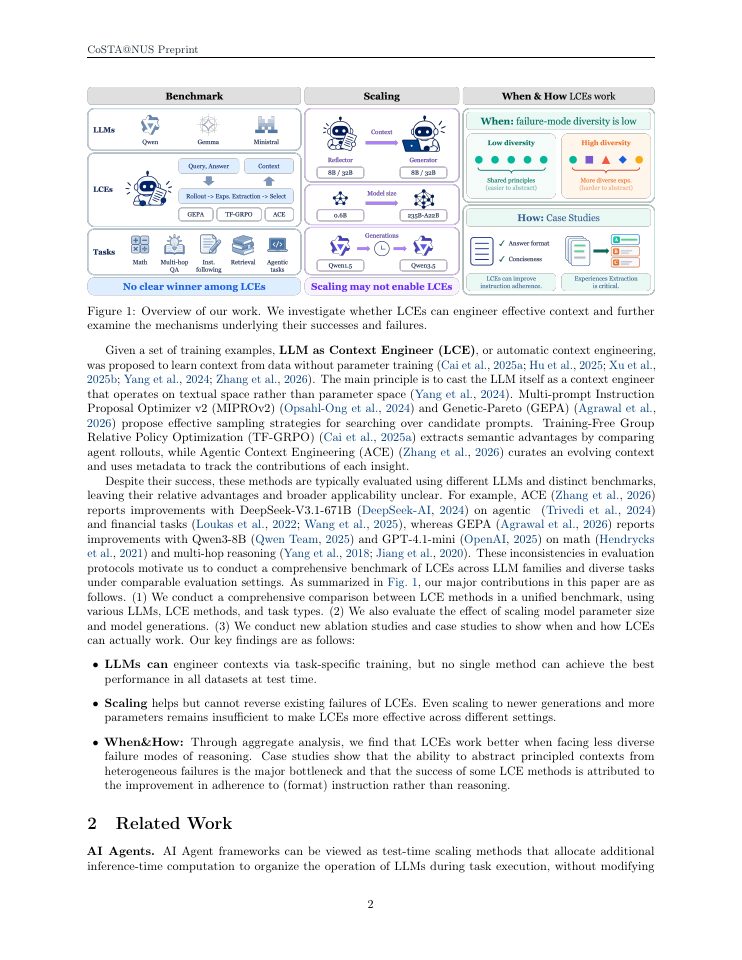 CoSTA@NUS Preprint
Benchmark
LLMs
Qwen
Gemma
Ministral
LCEs
Query, Answer
Context
Rollout -> Exps. Extraction -> Select
GEPA
TF-GRPO
ACE
Tasks
Math
Multi-hop
QA
Inst.
following
Retrieval
Agentic
tasks
No clear winner among LCEs
Scaling
Context
Reflector
Generator
8B / 32B
8B / 32B
Model size
0.6B
235B-A22B
Generations
Qwen1.5
Qwen3.5
Scaling may not enable LCEs
When & How LCEs work
When: failure-mode diversity is low
Low diversity
Shared principles
(easier to abstract)
High diversity
More diverse exps.
(harder to abstract)
How: Case Studies
✓ Answer format
✓ Conciseness
LCEs can improve
instruction adherence.
Experiences Extraction
is critical.
Figure 1: Overview of our work. We investigate whether LCEs can engineer effective context and further
examine the mechanisms underlying their successes and failures.
Given a set of training examples, LLM as Context Engineer (LCE), or automatic context engineering,
was proposed to learn context from data without parameter training (Cai et al., 2025a; Hu et al., 2025; Xu et al.,
2025b; Yang et al., 2024; Zhang et al., 2026). The main principle is to cast the LLM itself as a context engineer
that operates on textual space rather than parameter space (Yang et al., 2024). Multi-prompt Instruction
Proposal Optimizer v2 (MIPROv2) (Opsahl-Ong et al., 2024) and Genetic-Pareto (GEPA) (Agrawal et al.,
2026) propose effective sampling strategies for searching over candidate prompts. Training-Free Group
Relative Policy Optimization (TF-GRPO) (Cai et al., 2025a) extracts semantic advantages by comparing
agent rollouts, while Agentic Context Engineering (ACE) (Zhang et al., 2026) curates an evolving context
and uses metadata to track the contributions of each insight.
Despite their success, these methods are typically evaluated using different LLMs and distinct benchmarks,
leaving their relative advantages and broader applicability unclear. For example, ACE (Zhang et al., 2026)
reports improvements with DeepSeek-V3.1-671B (DeepSeek-AI, 2024) on agentic (Trivedi et al., 2024)
and financial tasks (Loukas et al., 2022; Wang et al., 2025), whereas GEPA (Agrawal et al., 2026) reports
improvements with Qwen3-8B (Qwen Team, 2025) and GPT-4.1-mini (OpenAI, 2025) on math (Hendrycks
et al., 2021) and multi-hop reasoning (Yang et al., 2018; Jiang et al., 2020). These inconsistencies in evaluation
protocols motivate us to conduct a comprehensive benchmark of LCEs across LLM families and diverse tasks
under comparable evaluation settings. As summarized in Fig. 1, our major contributions in this paper are as
follows. (1) We conduct a comprehensive comparison between LCE methods in a unified benchmark, using
various LLMs, LCE methods, and task types. (2) We also evaluate the effect of scaling model parameter size
and model generations. (3) We conduct new ablation studies and case studies to show when and how LCEs
can actually work. Our key findings are as follows:
• LLMs can engineer contexts via task-specific training, but no single method can achieve the best
performance in all datasets at test time.
• Scaling helps but cannot reverse existing failures of LCEs. Even scaling to newer generations and more
parameters remains insufficient to make LCEs more effective across different settings.
• When&How: Through aggregate analysis, we find that LCEs work better when facing less diverse
failure modes of reasoning. Case studies show that the ability to abstract principled contexts from
heterogeneous failures is the major bottleneck and that the success of some LCE methods is attributed to
the improvement in adherence to (format) instruction rather than reasoning.
2 Related Work
AI Agents. AI Agent frameworks can be viewed as test-time scaling methods that allocate additional
inference-time computation to organize the operation of LLMs during task execution, without modifying
2